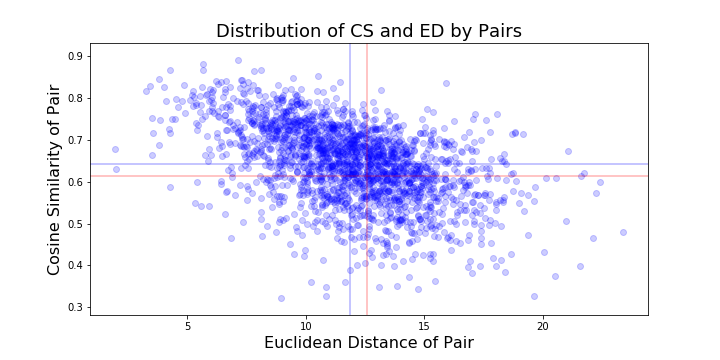 Distribution of CS and ED by Pairs
Cosine Similarity of Pair
0.9
0.8
0.7
0.6
0.5
0.4
0.3
5 10 15 20
Euclidean Distance of Pair